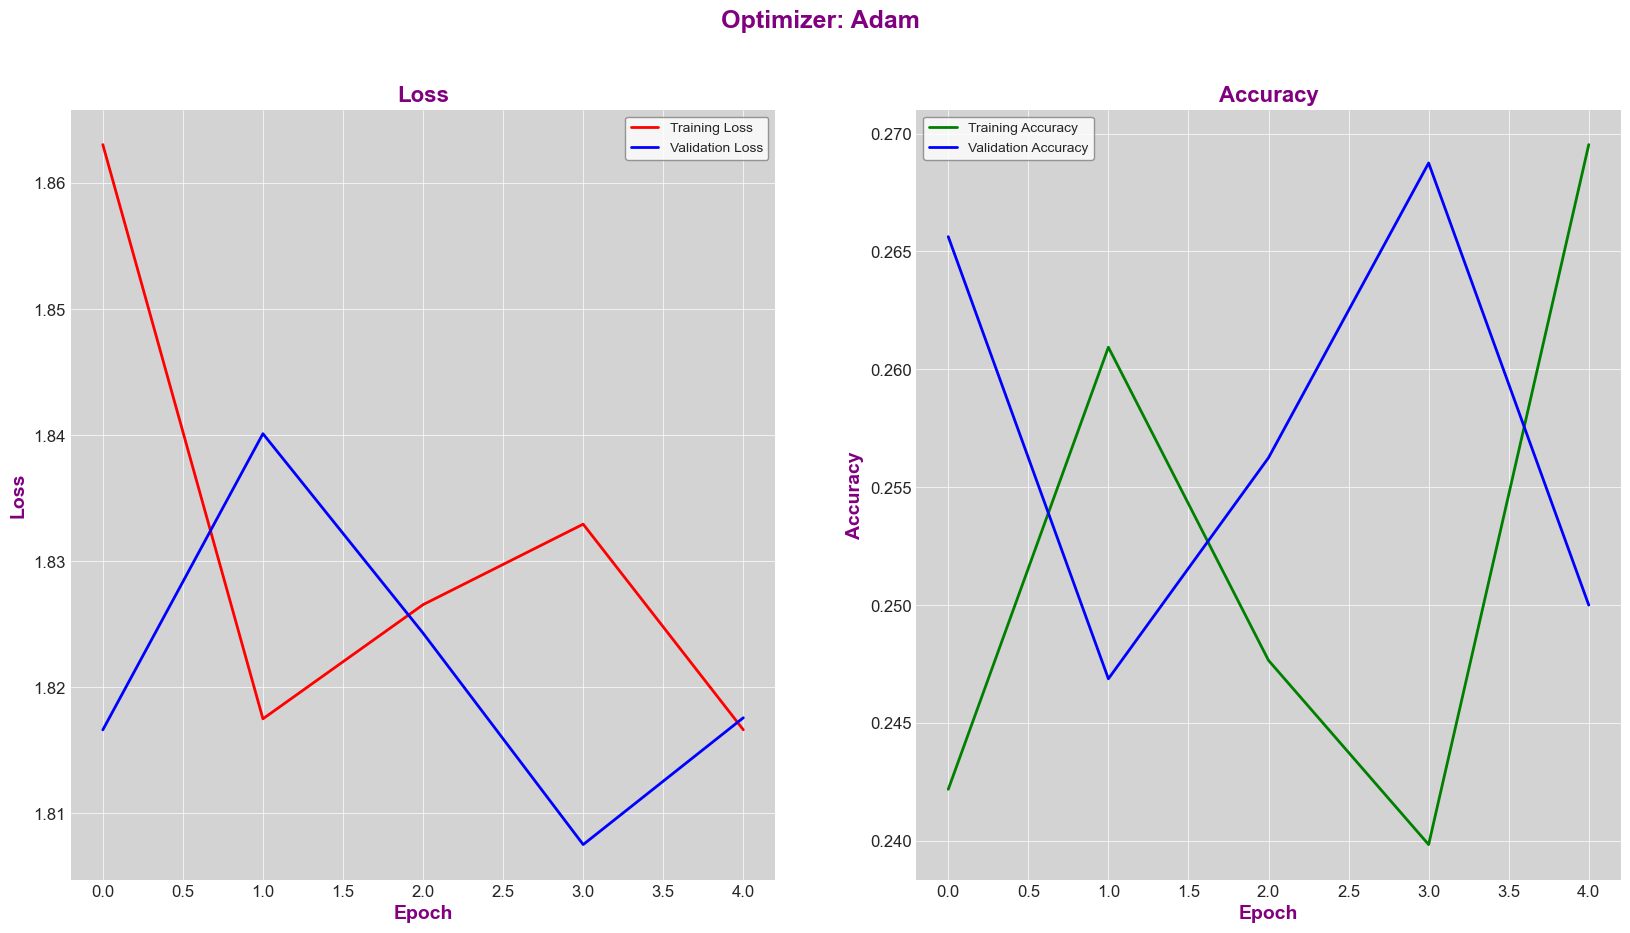 Optimizer: Adam
Loss
Training Loss
Validation Loss
1.86
1.85
1.84
1.83
1.82
1.81
Loss
0.0 0.5 1.0 1.5 2.0 2.5 3.0 3.5 4.0
Epoch
Accuracy
Training Accuracy
Validation Accuracy
0.270
0.265
0.260
0.255
0.250
0.245
0.240
Accuracy
0.0 0.5 1.0 1.5 2.0 2.5 3.0 3.5 4.0
Epoch